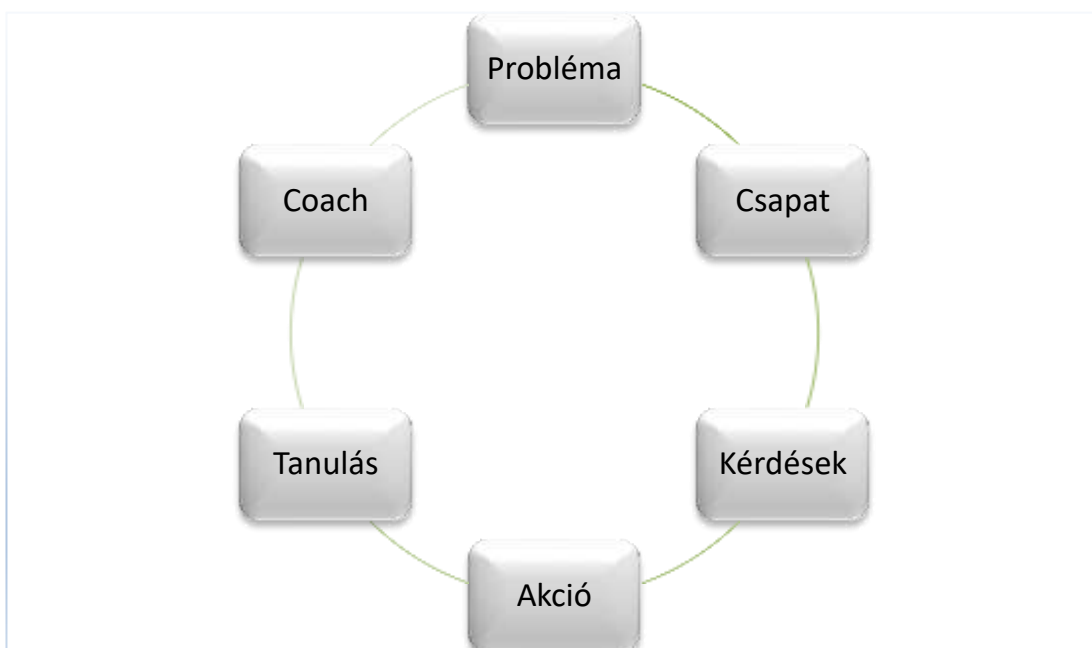 Probléma
Csapat
Kérdések
Akció
Tanulás
Coach